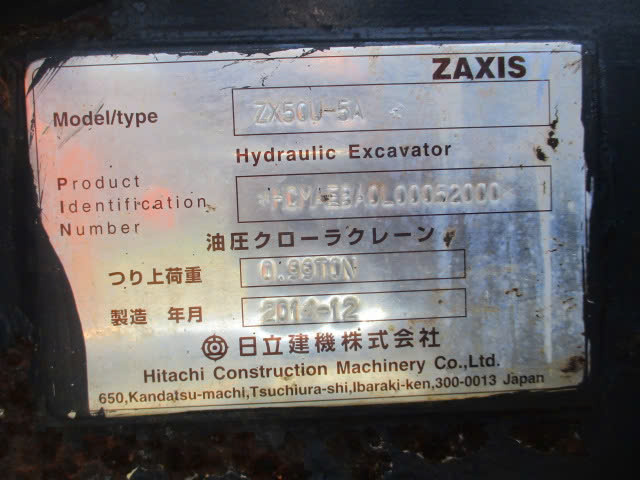 ZAXIS
Model/type ZX50U-5A
Hydraulic Excavator
Product
Identification
Number
油圧クローラクレーン
つり上荷重 0.99TON
製造 年月 2014-12
日立建機株式会社
Hitachi Construction Machinery Co.,Ltd.
650,Kandatsu-machi,Tsuchiura-shi,Ibaraki-ken,300-0013 Japan